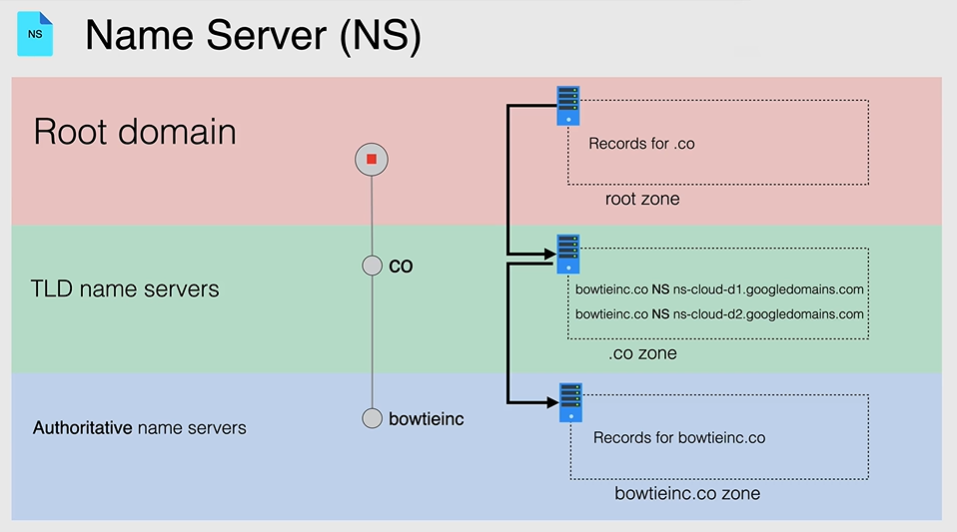 NS
Name Server (NS)
Root domain
Records for .co
root zone
co
TLD name servers
bowtieinc.co NS ns-cloud-d1.googledomains.com
bowtieinc.co NS ns-cloud-d2.googledomains.com
.co zone
bowtieinc
Authoritative name servers
Records for bowtieinc.co
bowtieinc.co zone